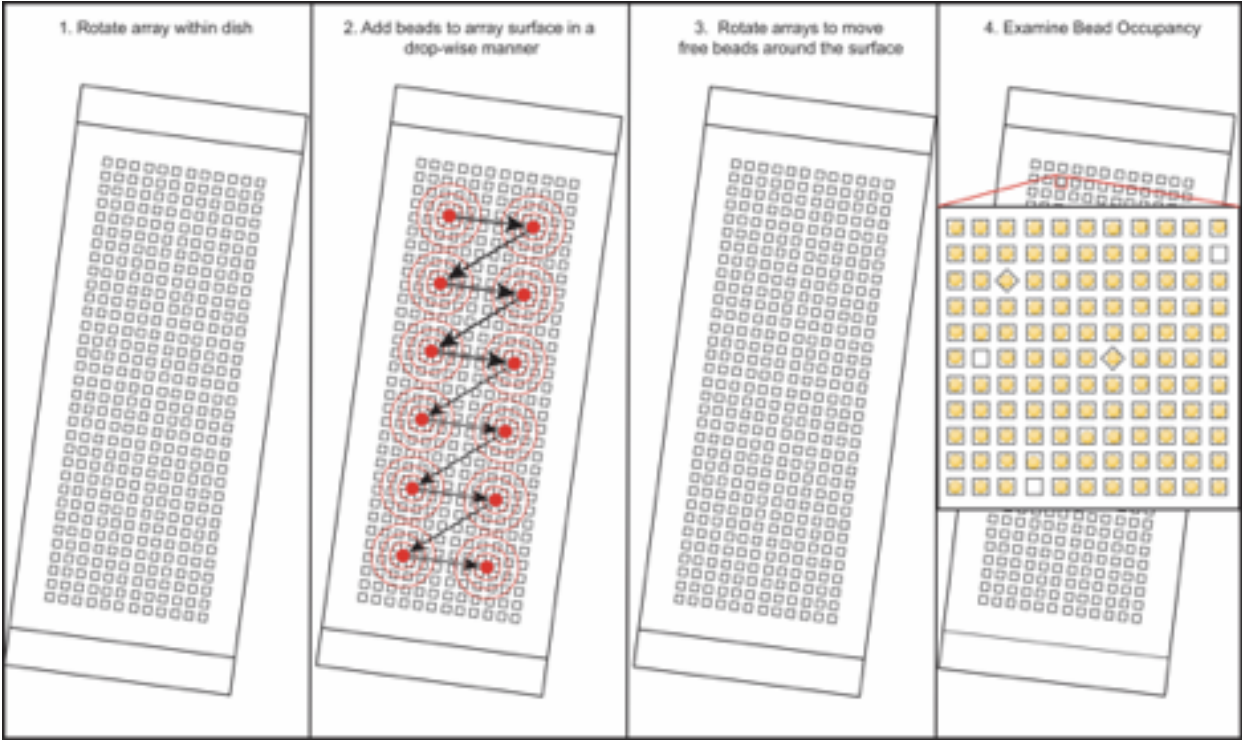 1. Rotate array within dish
2. Add beads to array surface in a
drop-wise manner
3. Rotate arrays to move
free beads around the surface
4. Examine Bead Occupancy